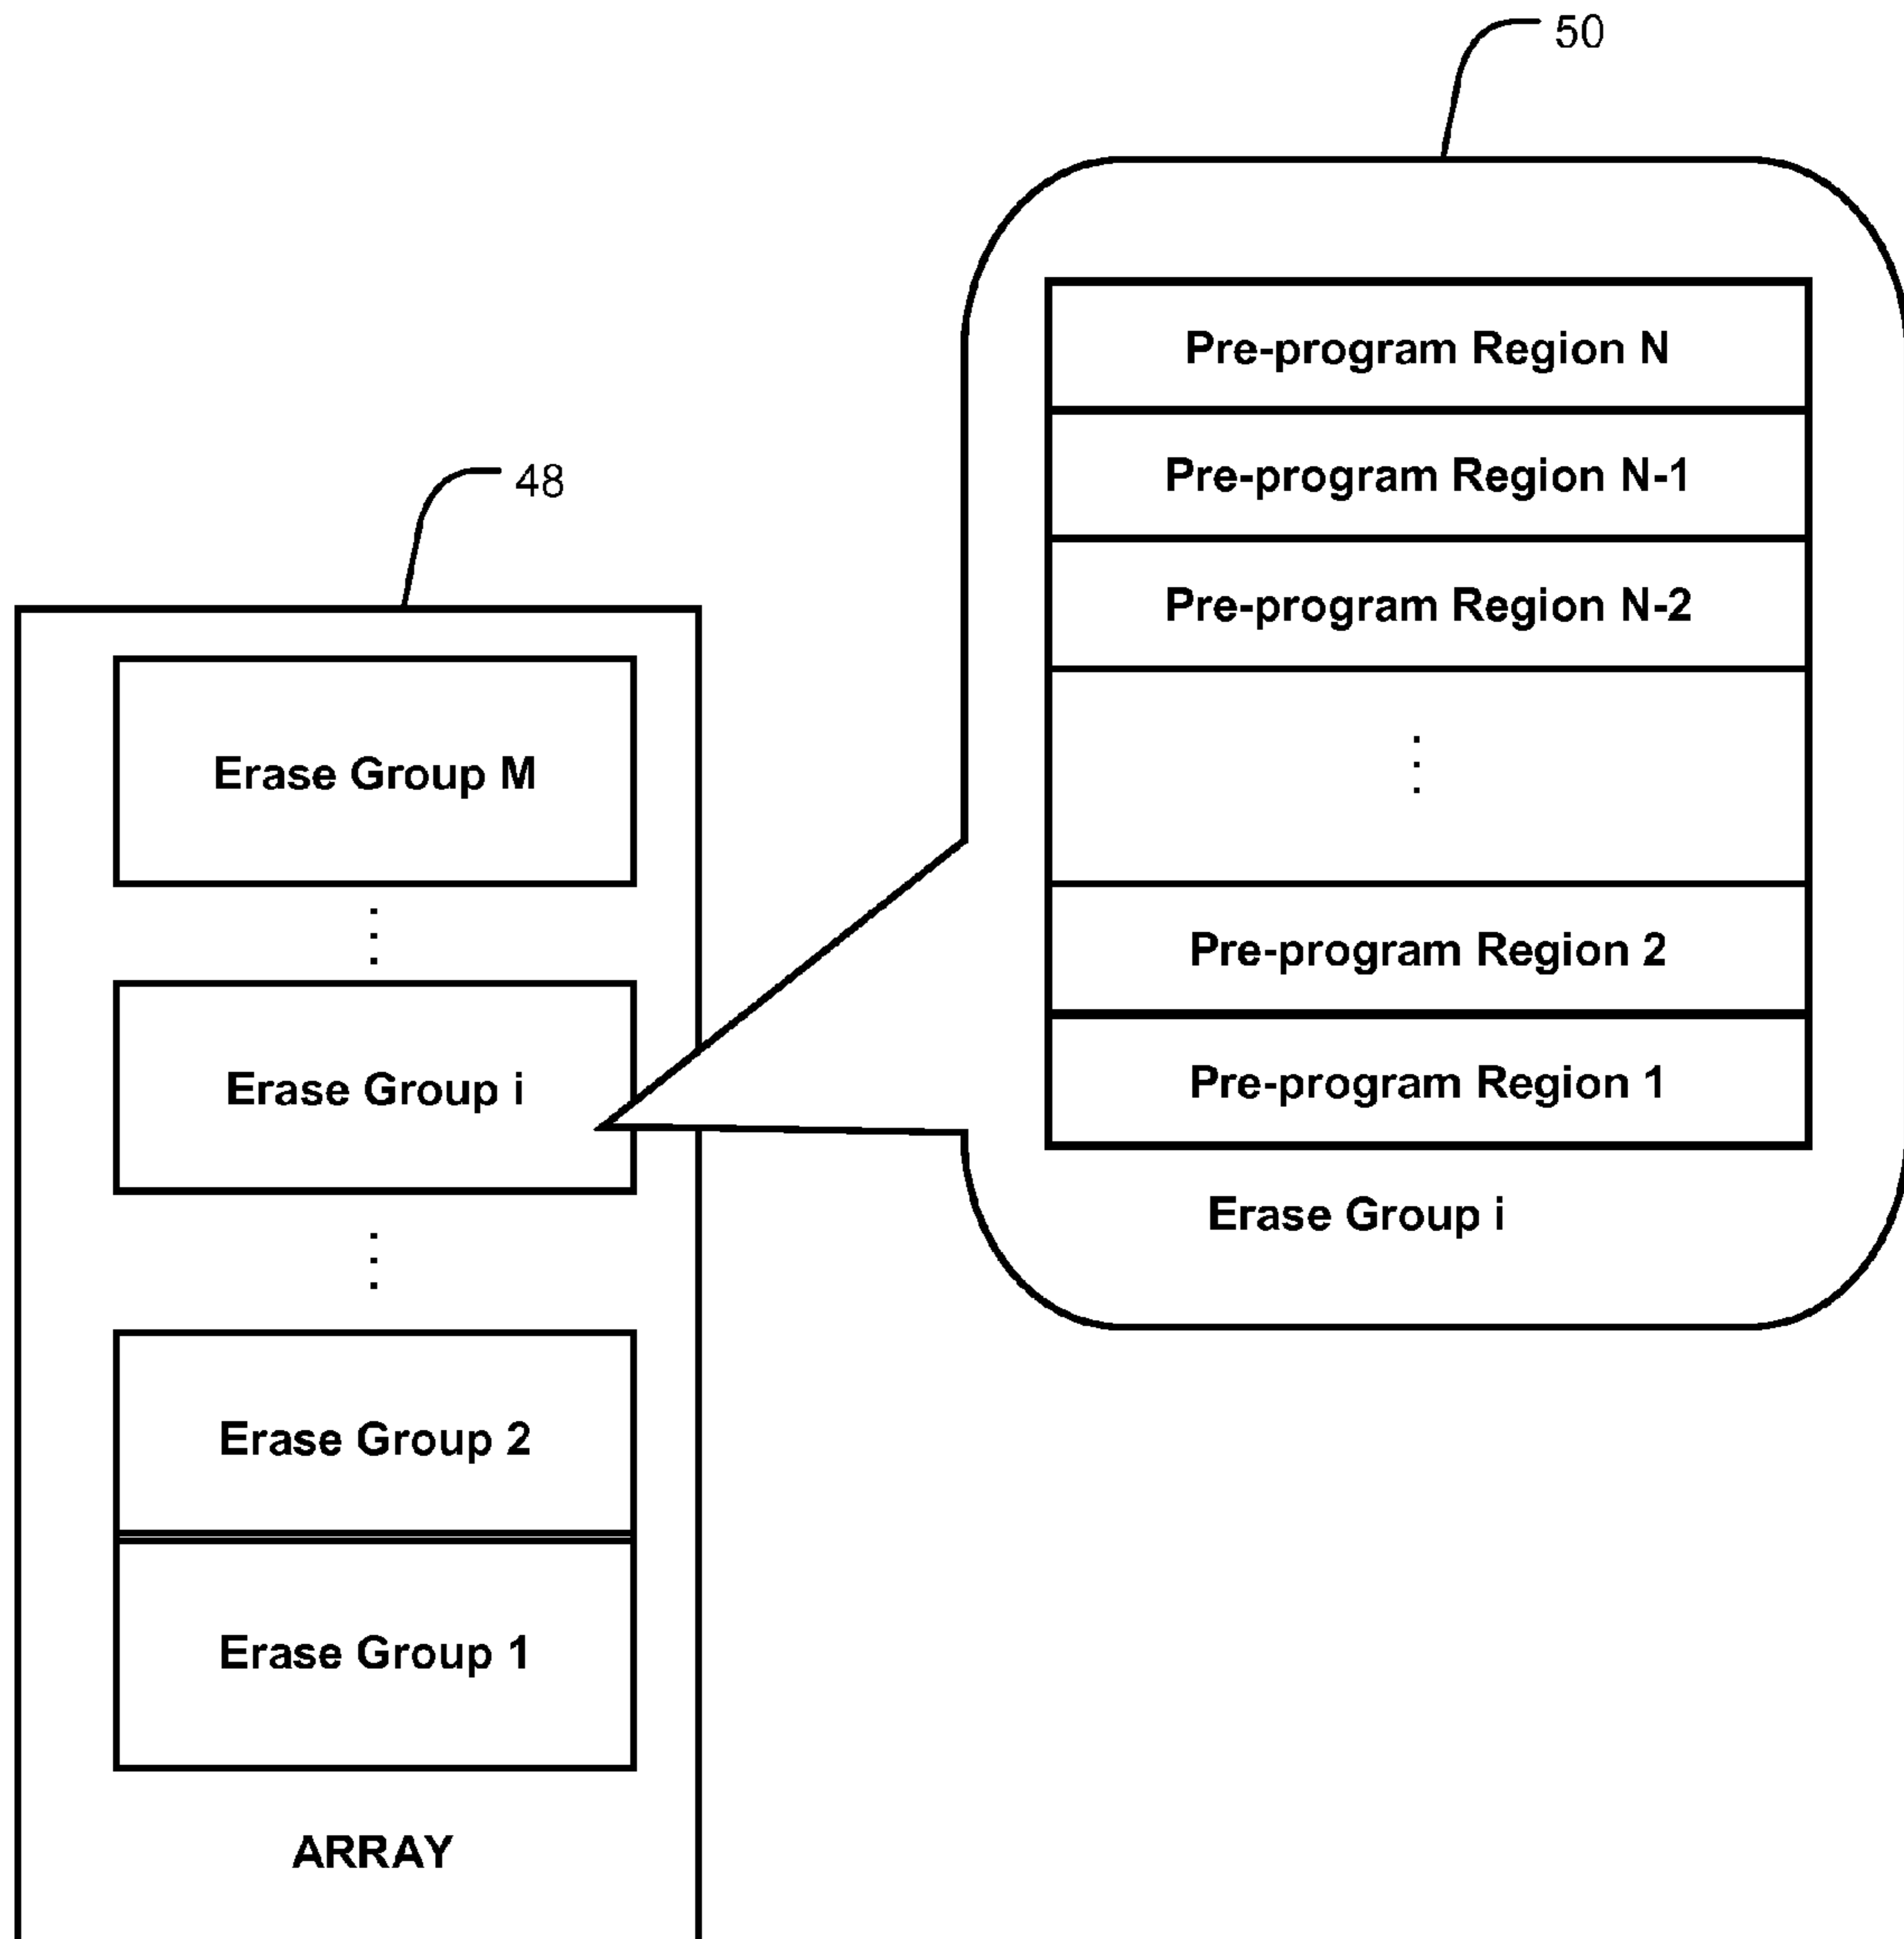 50
Pre-program Region N
Pre-program Region N-1
Pre-program Region N-2
⋮
Pre-program Region 2
Pre-program Region 1
Erase Group i
48
Erase Group M
⋮
Erase Group i
⋮
Erase Group 2
Erase Group 1
ARRAY